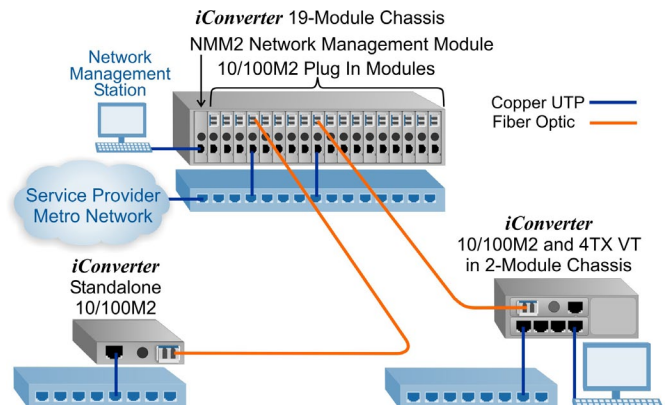 iConverter 19-Module Chassis
NMM2 Network Management Module
10/100M2 Plug In Modules
Network
Management
Station
Copper UTP
Fiber Optic
Service Provider
Metro Network
iConverter
10/100M2 and 4TX VT
in 2-Module Chassis
iConverter
Standalone
10/100M2